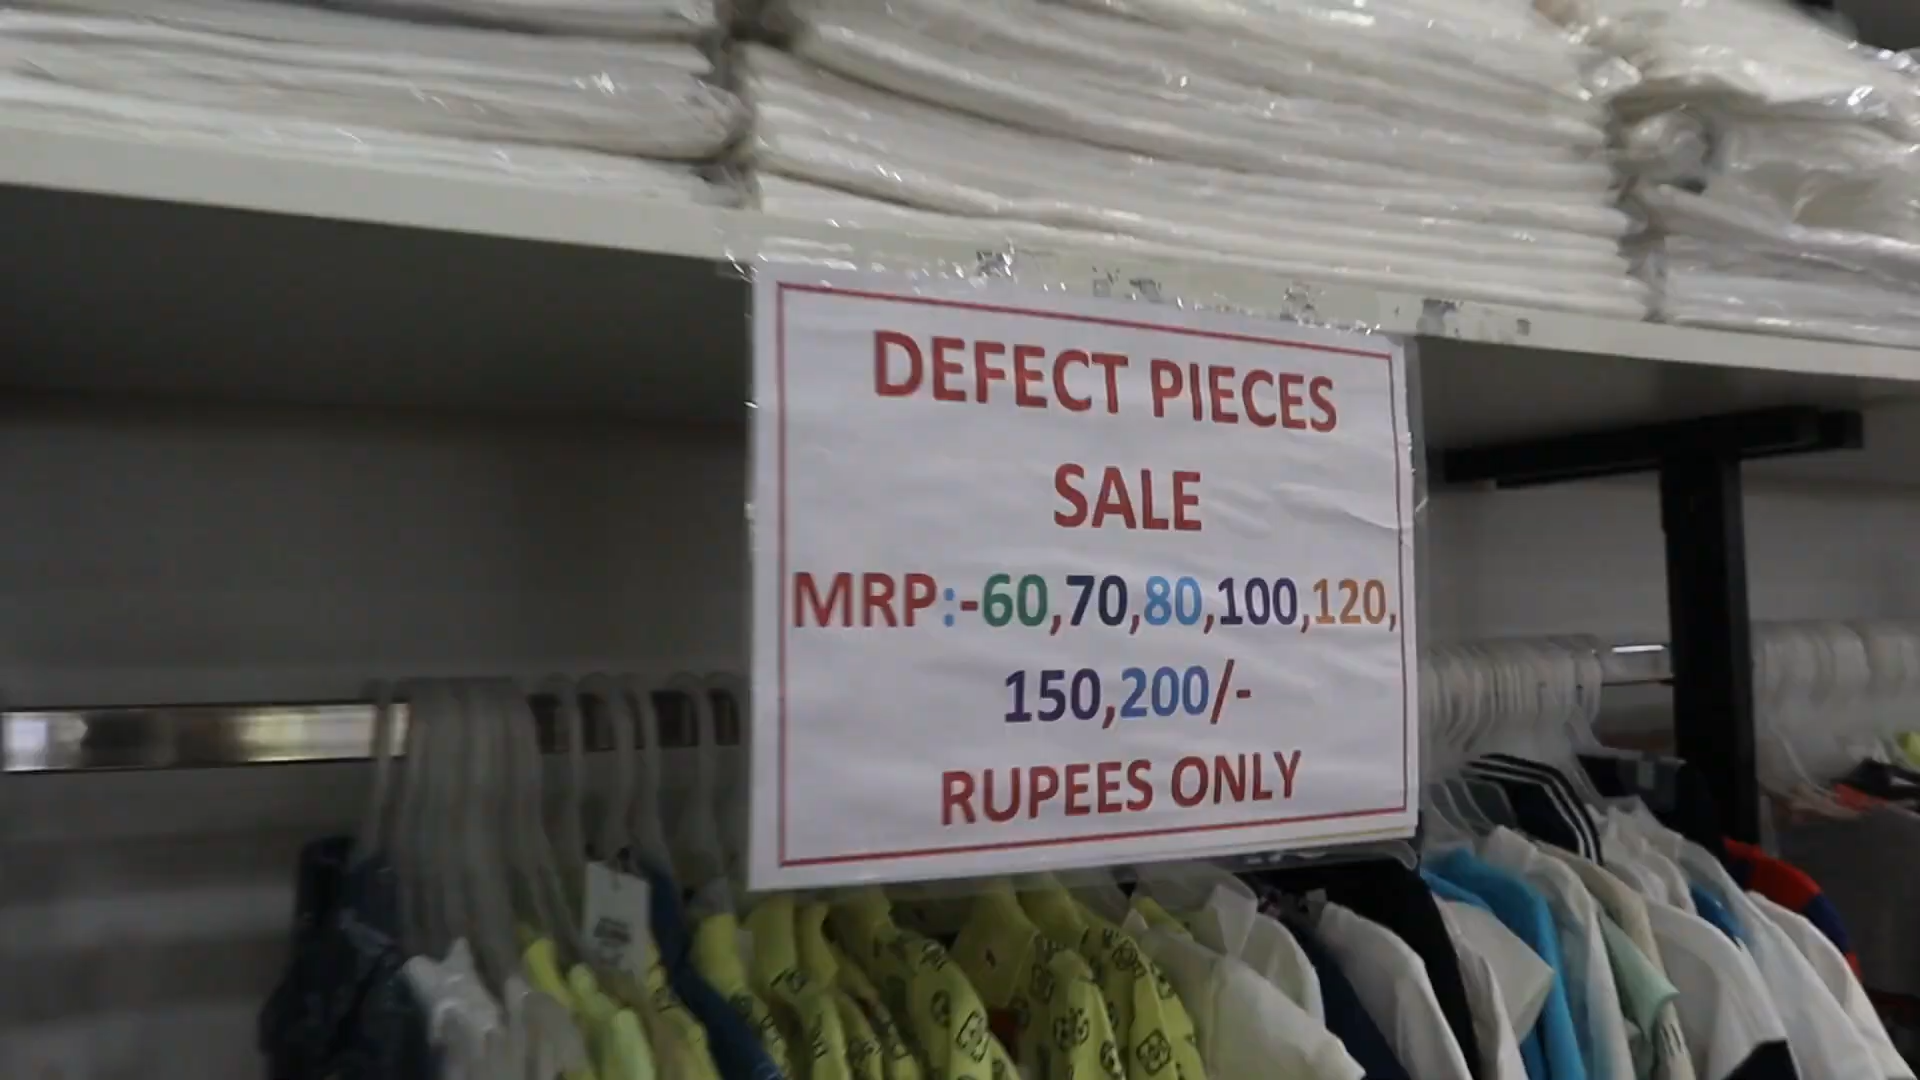 DEFECT PIECES
SALE
MRP:-60,70,80,100,120,
150,200/-
RUPEES ONLY